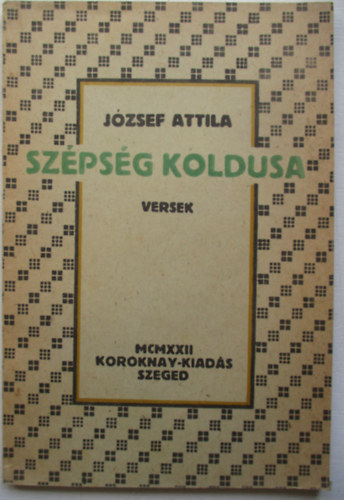 JÓZSEF ATTILA
SZÉPSÉG KOLDUSA
VERSEK
MCMXXII
KOROKNAY-KIADÁS
SZEGED